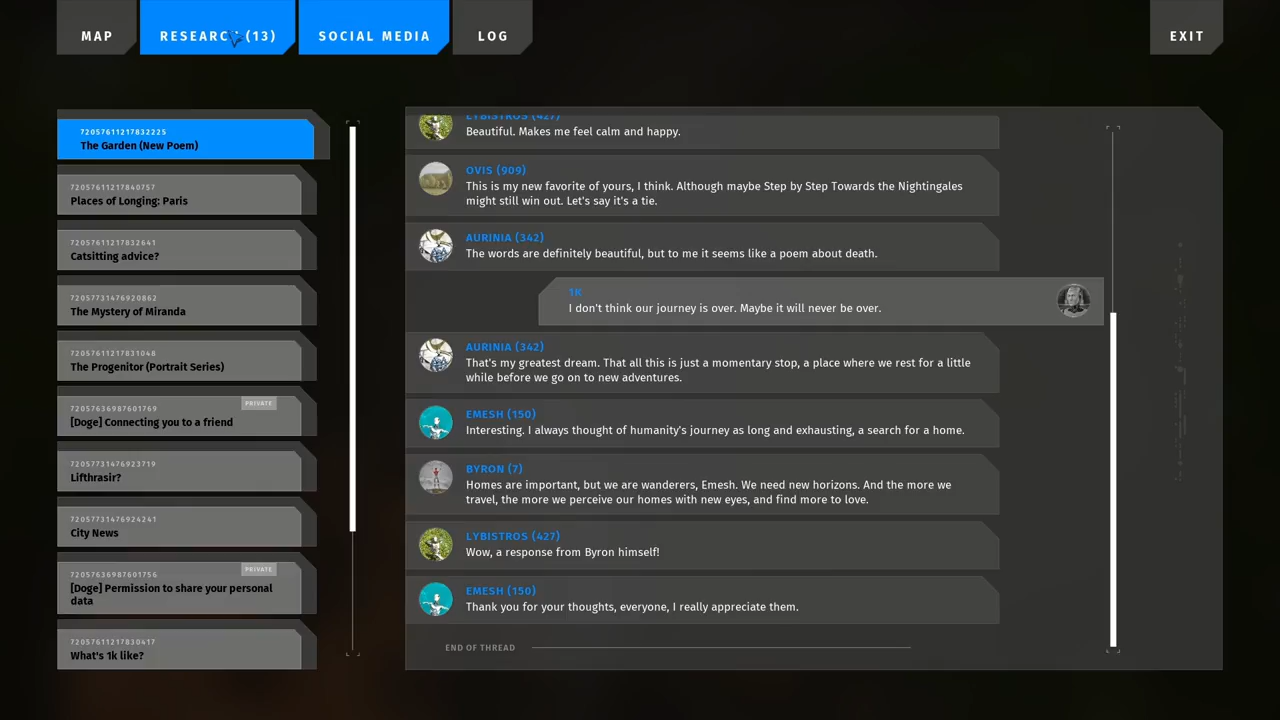 MAP
RESEARCH (13)
SOCIAL MEDIA
LOG
EXIT
72057611217832225
The Garden (New Poem)
72057611217840757
Places of Longing: Paris
72057611217832641
Catsitting advice?
72057731476920862
The Mystery of Miranda
72057611217831048
The Progenitor (Portrait Series)
PRIVATE
72057636987601769
[Doge] Connecting you to a friend
72057731476923719
Lifthrasir?
72057731476924241
City News
PRIVATE
72057636987601756
[Doge] Permission to share your personal
data
72057611217830417
What's 1k like?
LYBISTROS (427)
Beautiful. Makes me feel calm and happy.
OVIS (909)
This is my new favorite of yours, I think. Although maybe Step by Step Towards the Nightingales
might still win out. Let's say it's a tie.
AURINIA (342)
The words are definitely beautiful, but to me it seems like a poem about death.
1K
I don't think our journey is over. Maybe it will never be over.
AURINIA (342)
That's my greatest dream. That all this is just a momentary stop, a place where we rest for a little
while before we go on to new adventures.
EMESH (150)
Interesting. I always thought of humanity's journey as long and exhausting, a search for a home.
BYRON (7)
Homes are important, but we are wanderers, Emesh. We need new horizons. And the more we
travel, the more we perceive our homes with new eyes, and find more to love.
LYBISTROS (427)
Wow, a response from Byron himself!
EMESH (150)
Thank you for your thoughts, everyone, I really appreciate them.
END OF THREAD